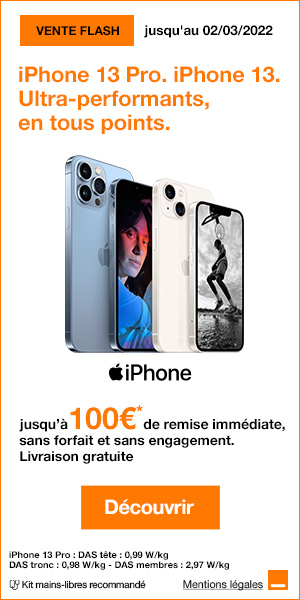 VENTE FLASH jusqu'au 02/03/2022
iPhone 13 Pro. iPhone 13.
Ultra-performants,
en tous points.
iPhone
jusqu'à 100€* de remise immédiate,
sans forfait et sans engagement.
Livraison gratuite
Découvrir
iPhone 13 Pro : DAS tête : 0,99 W/kg
DAS tronc : 0,98 W/kg - DAS membres : 2,97 W/kg
Kit mains-libres recommandé Mentions légales